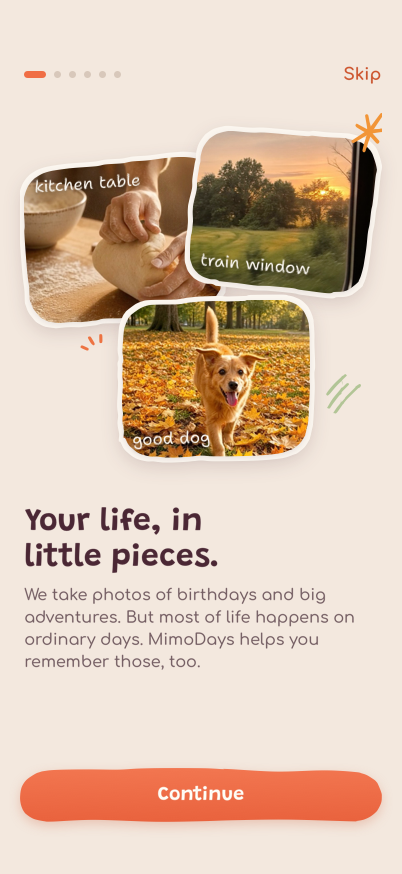 Skip
kitchen table
train window
good dog
Your life, in
little pieces.
We take photos of birthdays and big
adventures. But most of life happens on
ordinary days. MimoDays helps you
remember those, too.
Continue